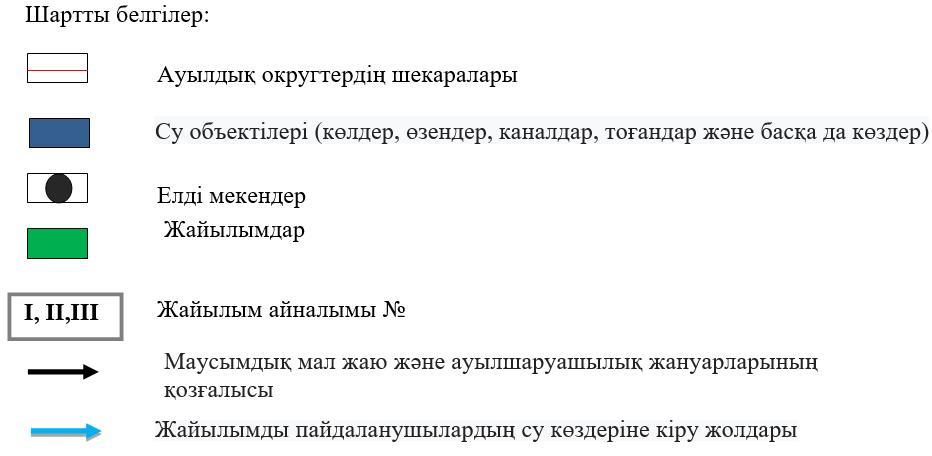 Шартты белгілер:
Ауылдық округтердің шекаралары
Су объектілері (көлдер, өзендер, каналдар, тоғандар және басқа да көздер)
Елді мекендер
Жайылымдар
I, II,III Жайылым айналымы №
Маусымдық мал жаю және ауылшаруашылық жануарларының
қозғалысы
Жайылымды пайдаланушылардың су көздеріне кіру жолдары